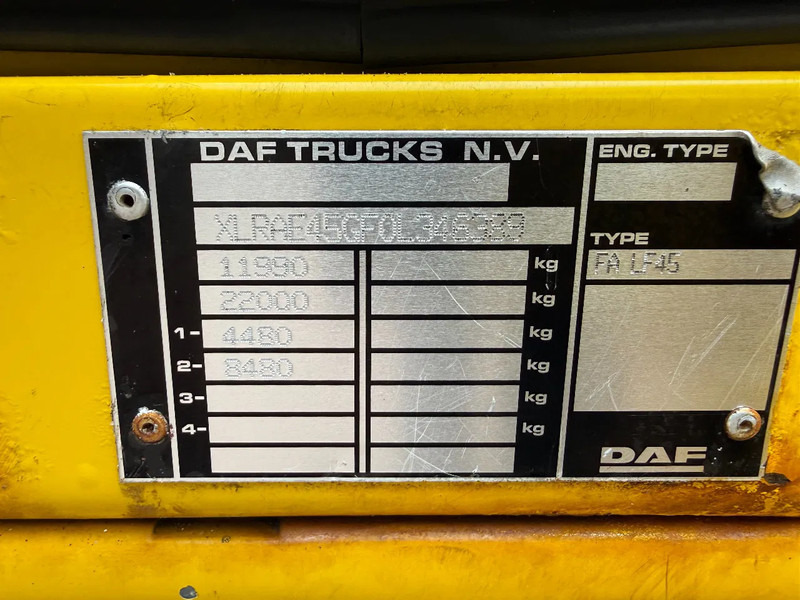 DAF TRUCKS N.V.
ENG. TYPE
XLRAE45GF0L346389
TYPE
11990 kg
FA LF45
22000 kg
1- 4480 kg
2- 8480 kg
3- kg
4- kg
DAF